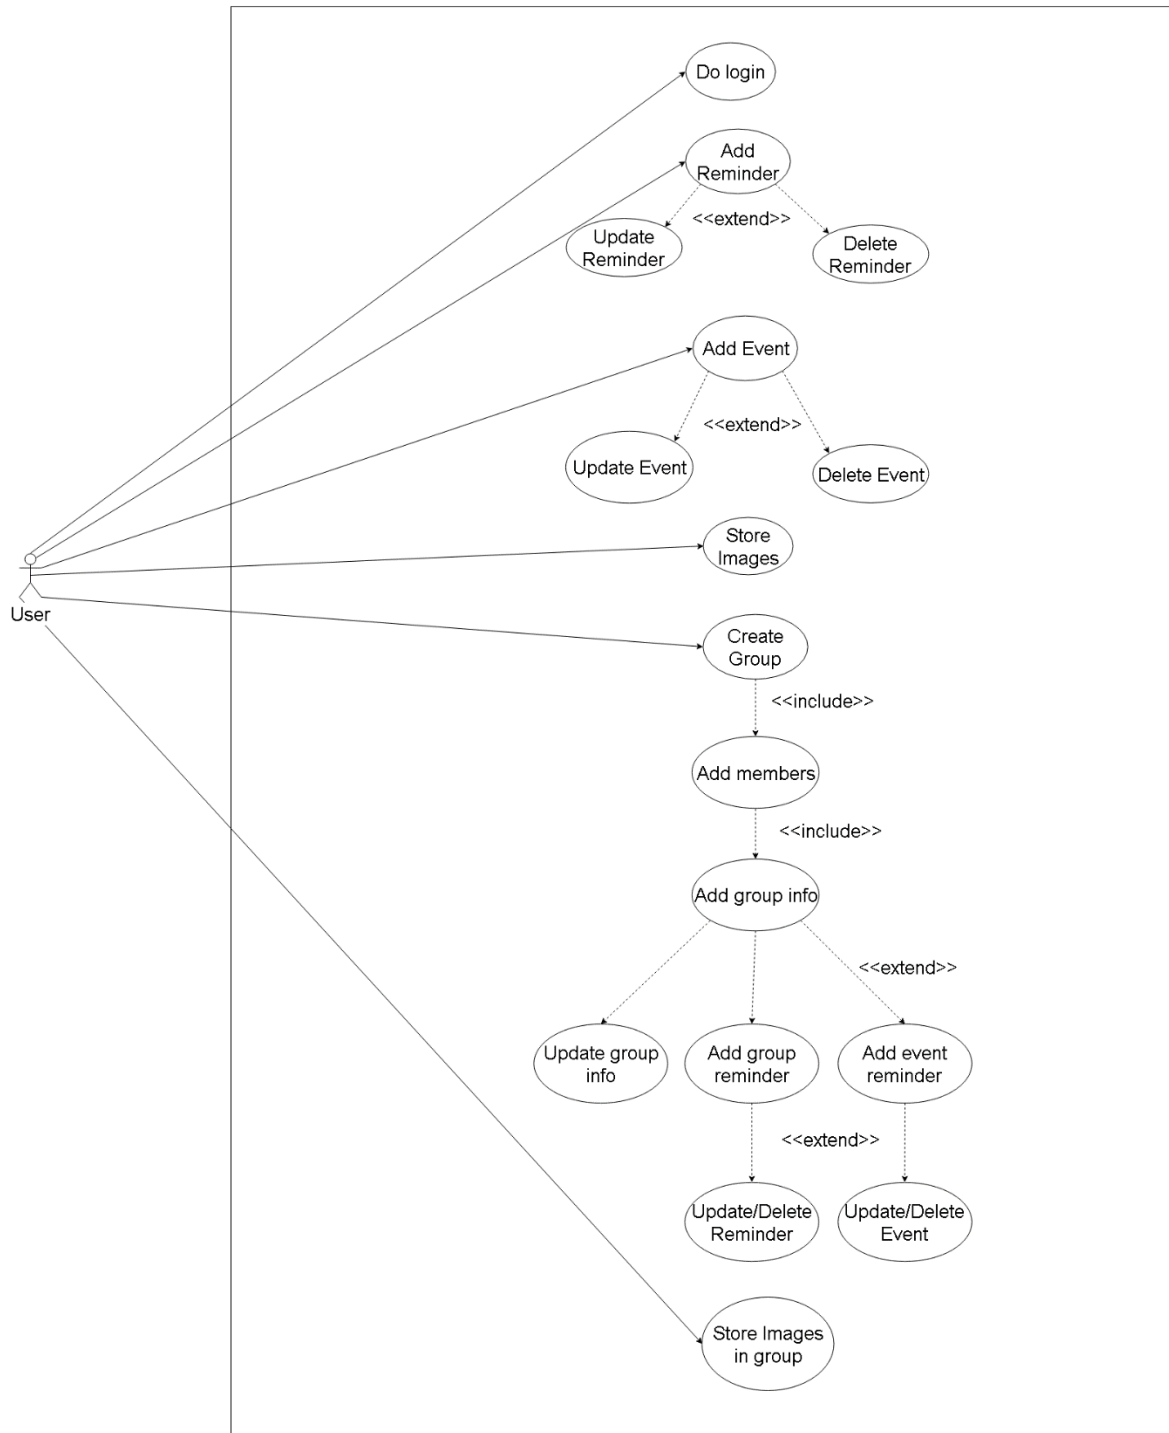 Do login
Add
Reminder
<<extend>>
Update
Reminder
Delete
Reminder
Add Event
<<extend>>
Update Event
Delete Event
Store
Images
User
Create
Group
<<include>>
Add members
<<include>>
Add group info
<<extend>>
Update group
info
Add group
reminder
Add event
reminder
<<extend>>
Update/Delete
Reminder
Update/Delete
Event
Store Images
in group